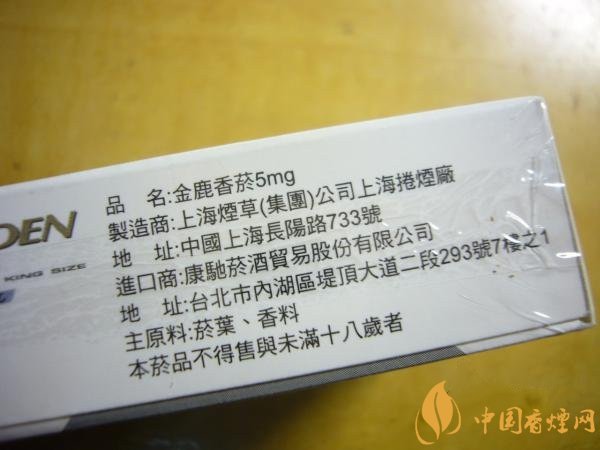 DEN
KING SIZE
品 名:金鹿香菸5mg
製造商:上海煙草(集團)公司上海捲煙廠
地 址:中國上海長陽路733號
進口商:康馳菸酒貿易股份有限公司
地 址:台北市內湖區堤頂大道二段293號7樓之1
主原料:菸葉、香料
本菸品不得售與未滿十八歲者
中国香烟网